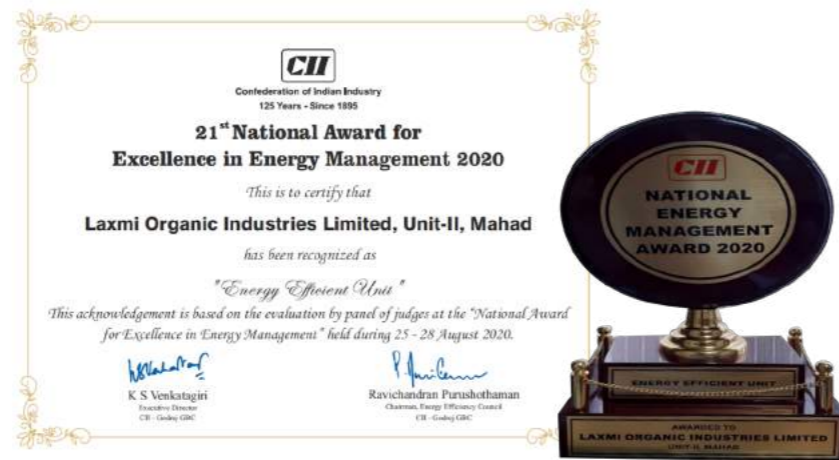 CII
Confederation of Indian Industry
125 Years - Since 1895
21st National Award for
Excellence in Energy Management 2020
This is to certify that
Laxmi Organic Industries Limited, Unit-II, Mahad
has been recognized as
"Energy Efficient Unit"
This acknowledgement is based on the evaluation by panel of judges at the "National Award
for Excellence in Energy Management" held during 25 - 28 August 2020.
K S Venkatagiri
Executive Director
CII - Godrej GBC
Ravichandran Purushothaman
Chairman, Energy Efficiency Council
CII - Godrej GBC
CII
NATIONAL
ENERGY
MANAGEMENT
AWARD 2020
ENERGY EFFICIENT UNIT
AWARDED TO
LAXMI ORGANIC INDUSTRIES LIMITED
UNIT-II, MAHAD